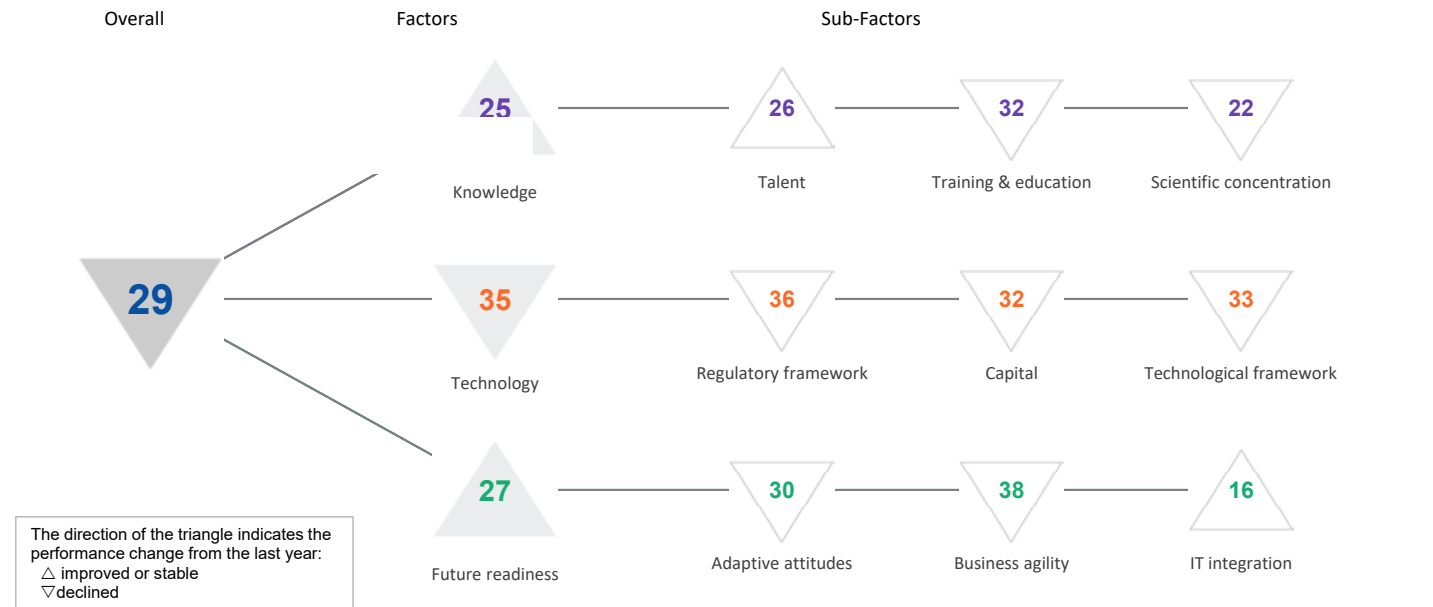 Overall
Factors
Sub-Factors
25
26
32
22
Knowledge
Talent
Training & education
Scientific concentration
29
35
36
32
33
Technology
Regulatory framework
Capital
Technological framework
27
30
38
16
Future readiness
Adaptive attitudes
Business agility
IT integration
The direction of the triangle indicates the
performance change from the last year:
△ improved or stable
▽declined